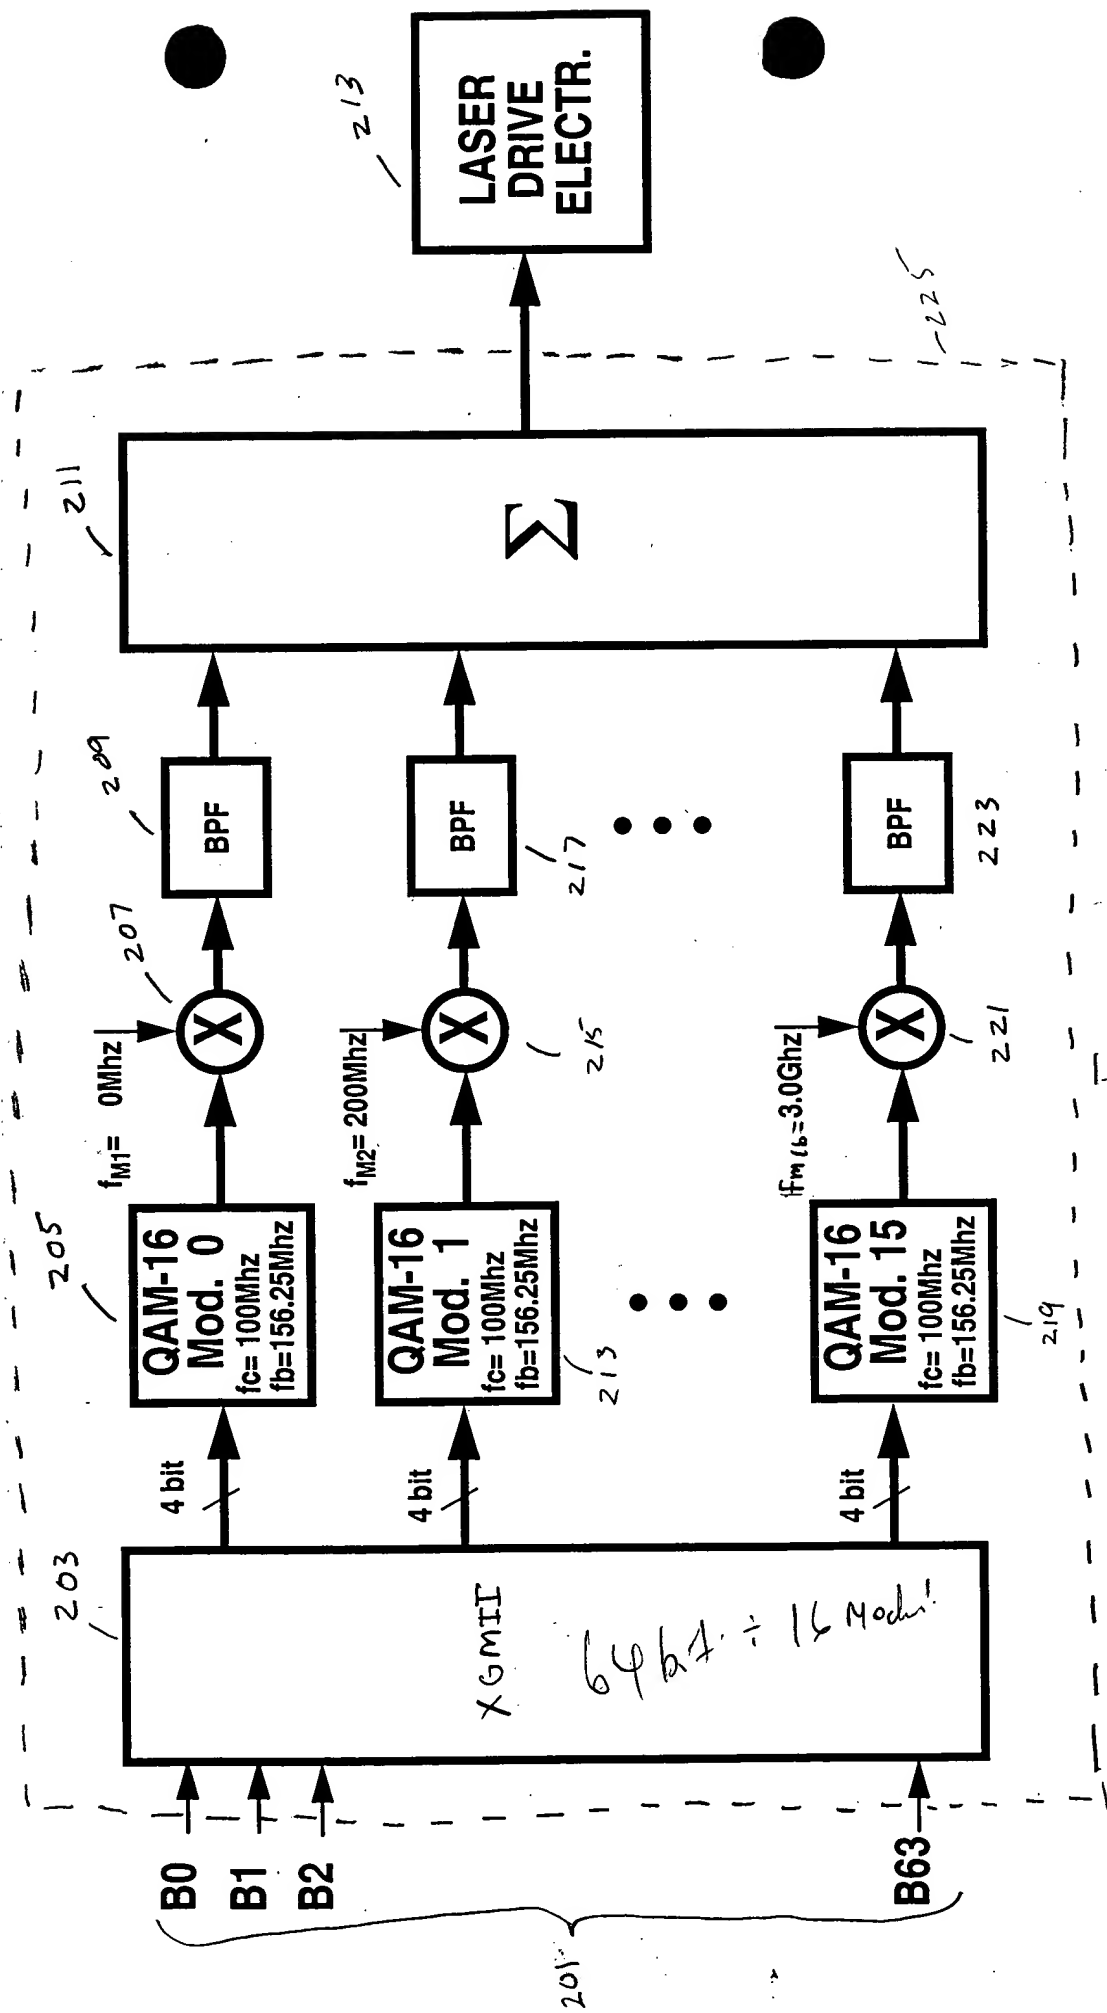 201
B0
B1
B2
B63
203
XGMII
64 bit ÷ 16 Modu!
4 bit
4 bit
4 bit
205
QAM-16
Mod. 0
fc= 100Mhz
fb=156.25Mhz
QAM-16
Mod. 1
fc= 100Mhz
fb=156.25Mhz
213
QAM-16
Mod. 15
fc= 100Mhz
fb=156.25Mhz
219
fM1= 0Mhz
X
207
fM2= 200Mhz
X
215
Fm16=3.0Ghz
X
221
209
BPF
BPF
217
BPF
223
211
Σ
225
213
LASER
DRIVE
ELECTR.